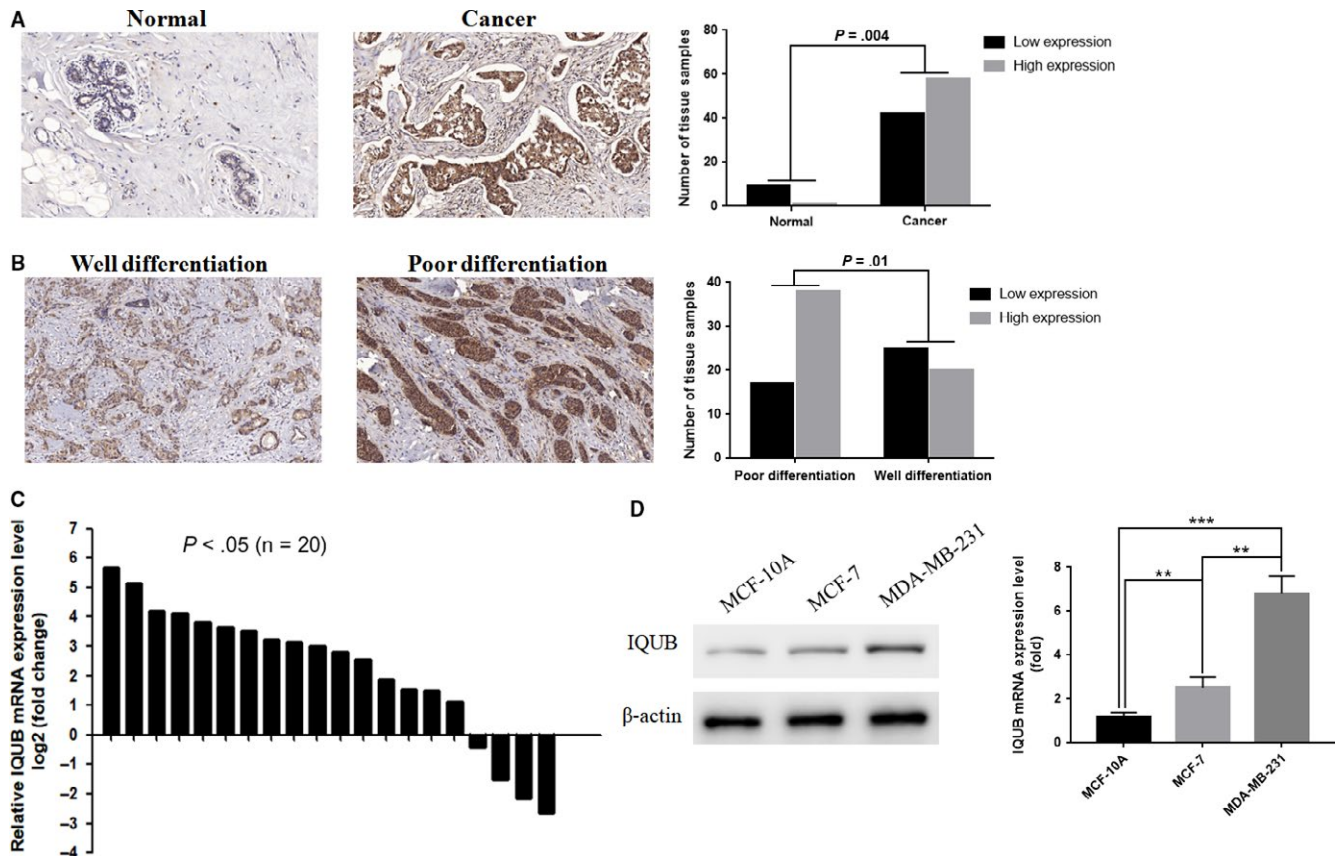 A
Normal
Cancer
Number of tissue samples
80
60
40
20
0
P = .004
Normal
Cancer
Low expression
High expression
B
Well differentiation
Poor differentiation
Number of tissue samples
40
30
20
10
0
P = .01
Poor differentiation
Well differentiation
Low expression
High expression
C
Relative IQUB mRNA expression level
log2 (fold change)
7
6
5
4
3
2
1
0
–1
–2
–3
–4
P < .05 (n = 20)
D
MCF-10A
MCF-7
MDA-MB-231
IQUB
β-actin
IQUB mRNA expression level
(fold)
8
6
4
2
0
***
**
**
MCF-10A
MCF-7
MDA-MB-231